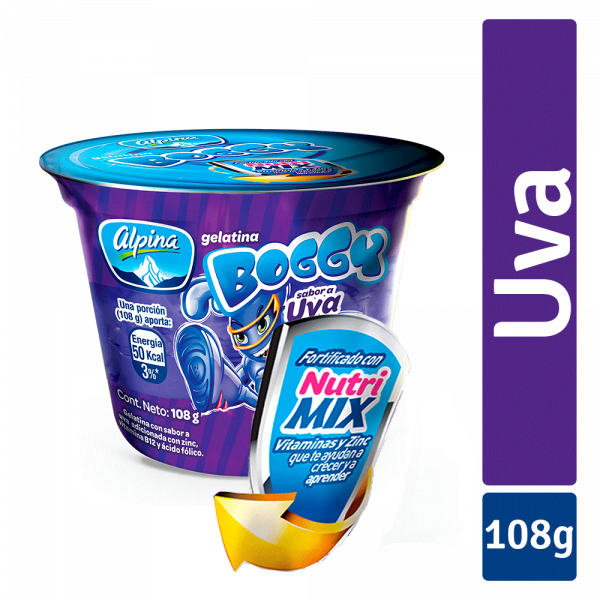 BOGGY
MIX
alpina
gelatina
BOGGY
sabor a
Uva
Una porción
(108 g) aporta:
Energía
50 Kcal
3%*
Cont. Neto: 108 g
Gelatina con sabor a
uva adicionada con zinc,
vitamina B12 y ácido fólico.
Fortificado con
Nutri
MIX
Vitaminas y Zinc
que te ayudan a
crecer y a
aprender
Uva
108g